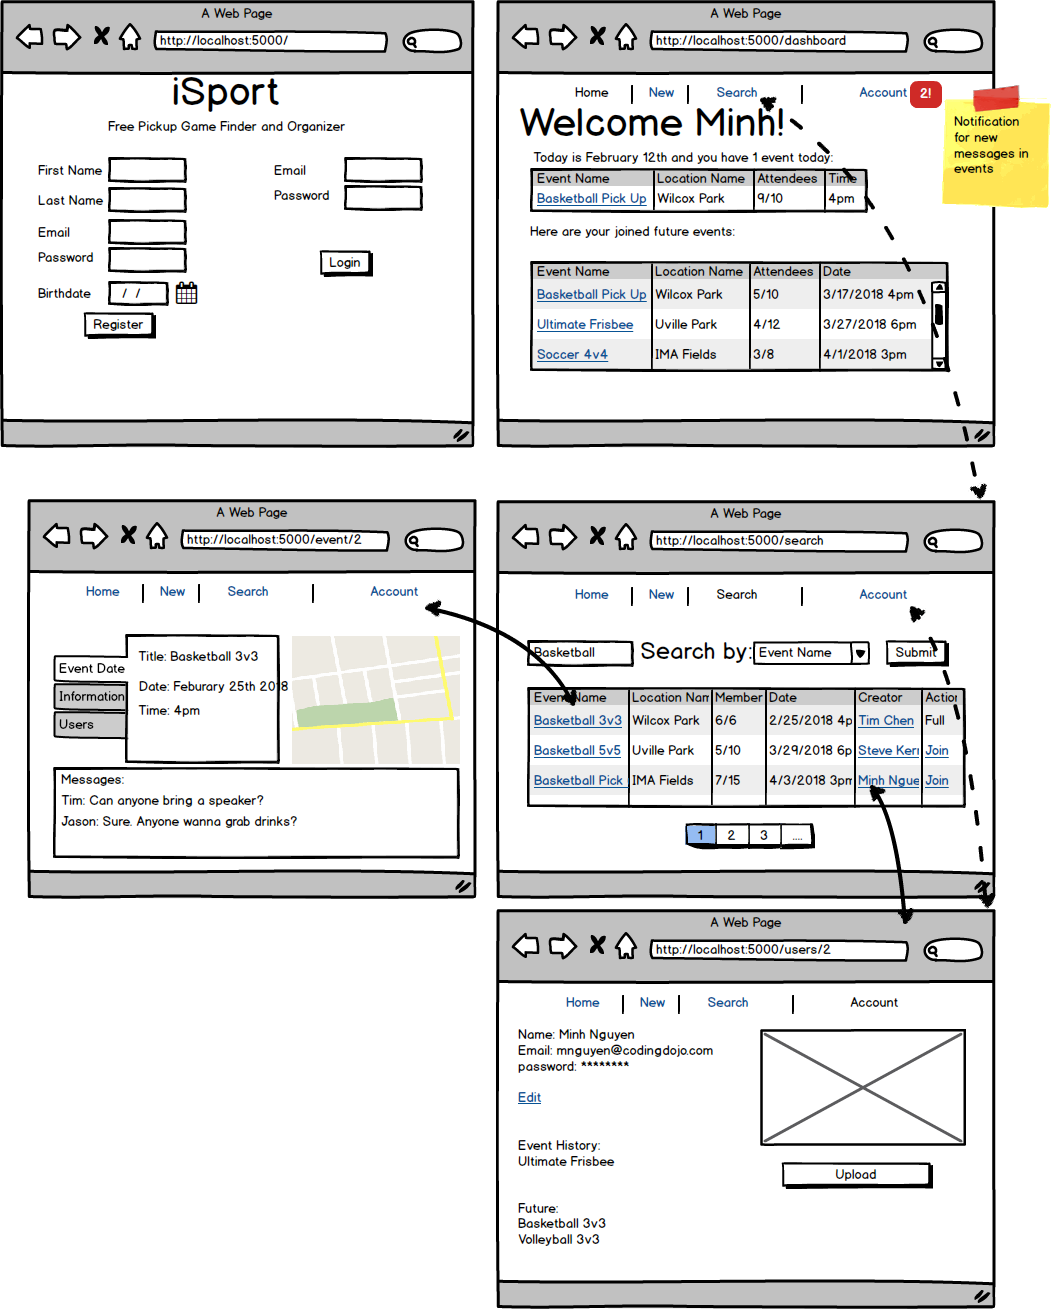 A Web Page
http://localhost:5000/
iSport
Free Pickup Game Finder and Organizer
First Name
Last Name
Email
Password
Birthdate
/ /
Register
Email
Password
Login
A Web Page
http://localhost:5000/dashboard
Home New Search Account 2!
Notification
for new
messages in
events
Welcome Minh!
Today is February 12th and you have 1 event today:
Event Name Location Name Attendees Time
Basketball Pick Up Wilcox Park 9/10 4pm
Here are your joined future events:
Event Name Location Name Attendees Date
Basketball Pick Up Wilcox Park 5/10 3/17/2018 4pm
Ultimate Frisbee Uville Park 4/12 3/27/2018 6pm
Soccer 4v4 IMA Fields 3/8 4/1/2018 3pm
A Web Page
http://localhost:5000/event/2
Home New Search Account
Event Date
Information
Users
Title: Basketball 3v3
Date: Feburary 25th 2018
Time: 4pm
Messages:
Tim: Can anyone bring a speaker?
Jason: Sure. Anyone wanna grab drinks?
A Web Page
http://localhost:5000/search
Home New Search Account
Basketball Search by: Event Name Submit
Event Name Location Nam Member Date Creator Action
Basketball 3v3 Wilcox Park 6/6 2/25/2018 4p Tim Chen Full
Basketball 5v5 Uville Park 5/10 3/29/2018 6p Steve Kerr Join
Basketball Pick IMA Fields 7/15 4/3/2018 3pm Minh Ngue Join
1 2 3 ....
A Web Page
http://localhost:5000/users/2
Home New Search Account
Name: Minh Nguyen
Email: mnguyen@codingdojo.com
password: ********
Edit
Event History:
Ultimate Frisbee
Future:
Basketball 3v3
Volleyball 3v3
Upload